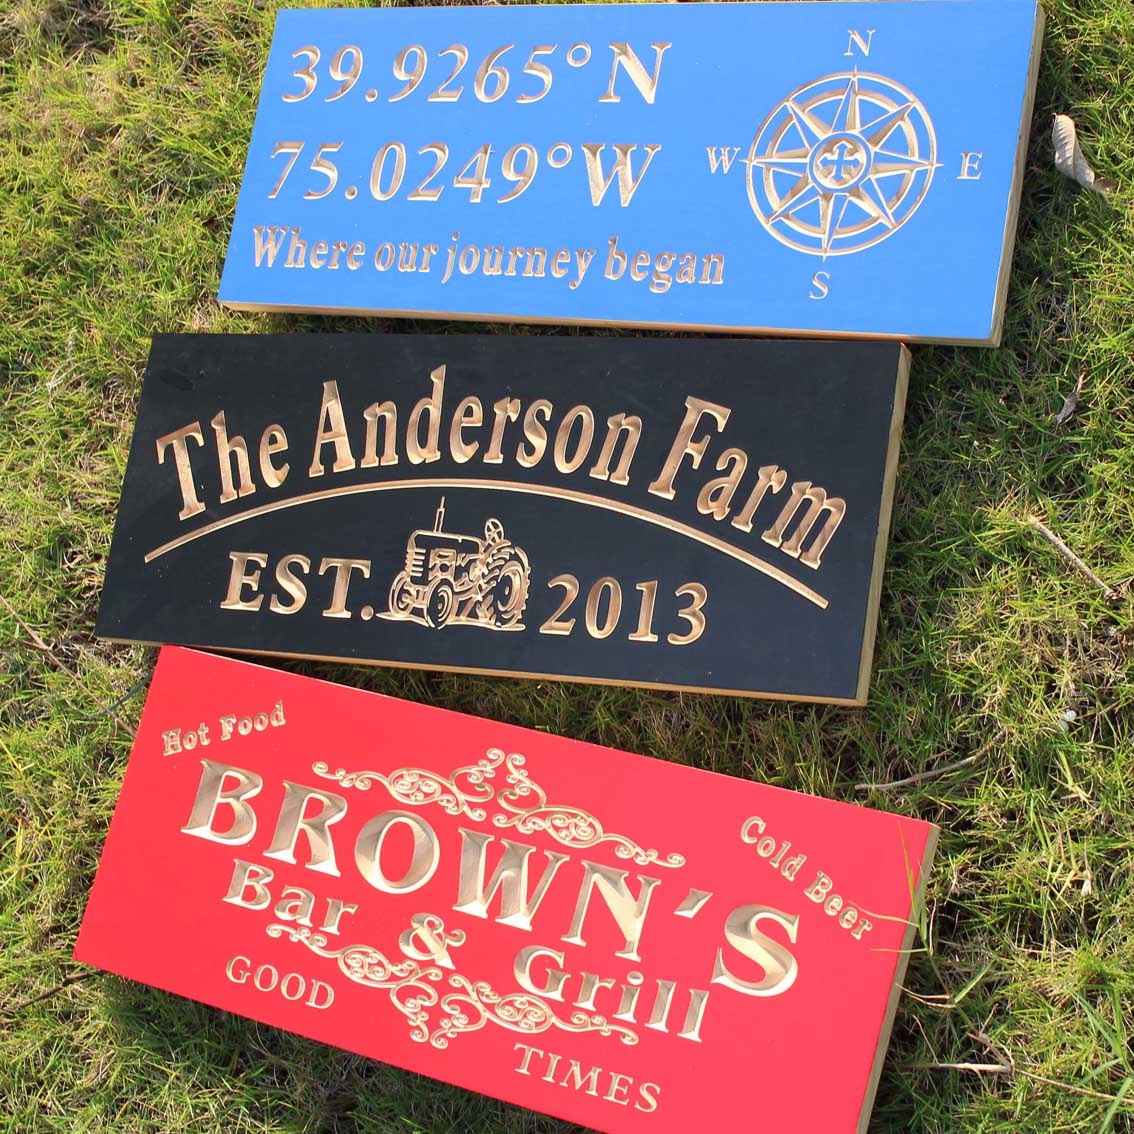 39.9265° N
75.0249° W
Where our journey began
N
W
E
S
The Anderson Farm
EST. 2013
Hot Food
Cold Beer
BROWN'S
Bar & Grill
GOOD TIMES